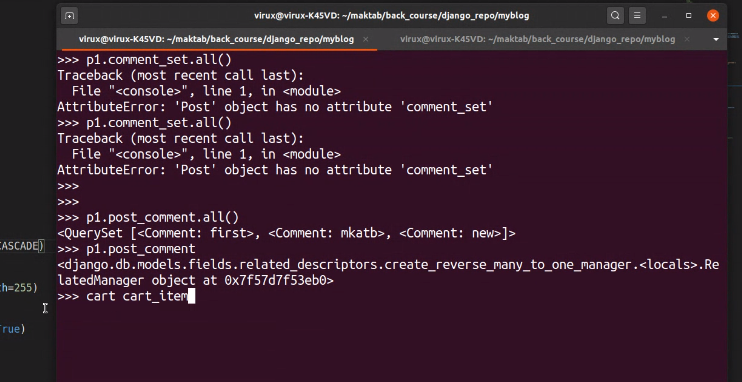 virux@virux-K45VD: ~/maktab/back_course/django_repo/myblog
virux@virux-K45VD: ~/maktab/back_course/django_repo/myblog
virux@virux-K45VD: ~/maktab/back_course/django_repo/myblog
>>> p1.comment_set.all()
Traceback (most recent call last):
File "<console>", line 1, in <module>
AttributeError: 'Post' object has no attribute 'comment_set'
>>> p1.comment_set.all()
Traceback (most recent call last):
File "<console>", line 1, in <module>
AttributeError: 'Post' object has no attribute 'comment_set'
>>>
>>>
>>> p1.post_comment.all()
<QuerySet [<Comment: first>, <Comment: mkatb>, <Comment: new>]>
>>> p1.post_comment
<django.db.models.fields.related_descriptors.create_reverse_many_to_one_manager.<locals>.Re
latedManager object at 0x7f57d7f53eb0>
>>> cart cart_item
CASCADE)
th=255)
True)